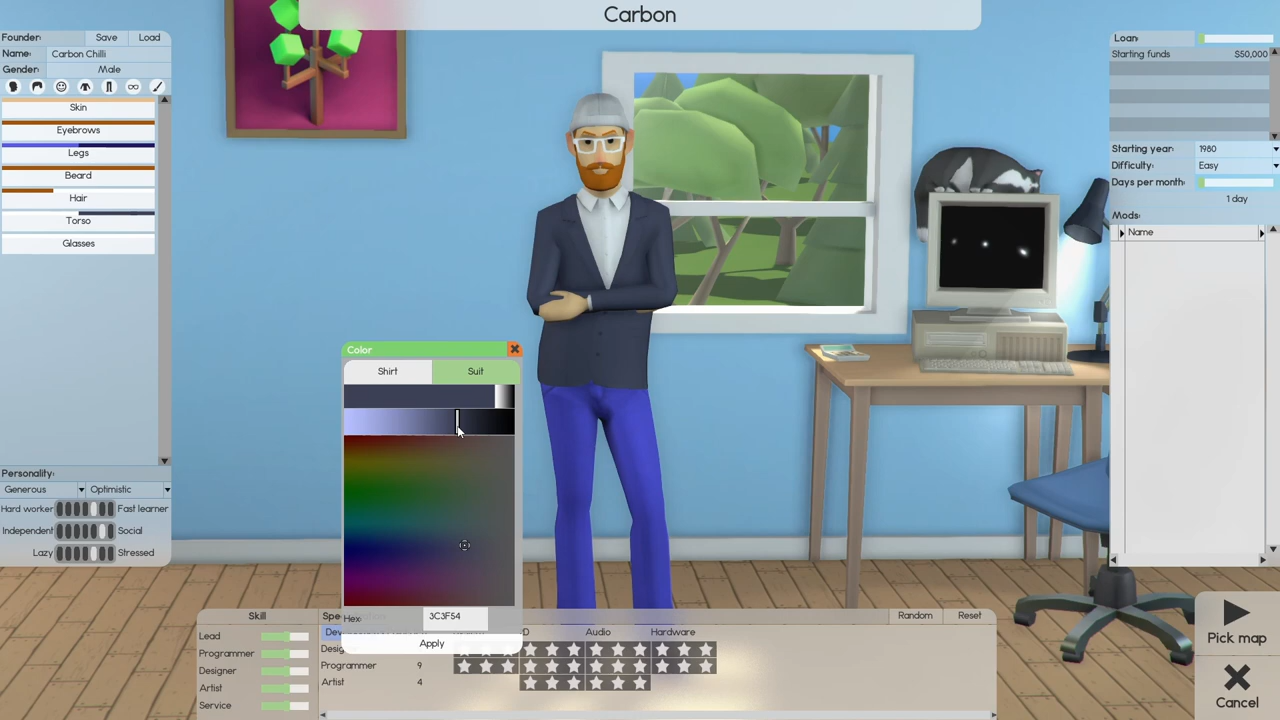 Carbon
Founder: Save Load
Name: Carbon Chilli
Gender: Male
Skin
Eyebrows
Legs
Beard
Hair
Torso
Glasses
Personality:
Generous Optimistic
Hard worker Fast learner
Independent Social
Lazy Stressed
Color
Shirt Suit
Hex: 3C3F54
Apply
Loan:
Starting funds $50,000
Starting year: 1980
Difficulty: Easy
Days per month:
1 day
Mods:
Name
Skill
Lead
Programmer
Designer
Artist
Service
Random Reset
Audio Hardware
Programmer 9
Artist 4
Pick map
Cancel